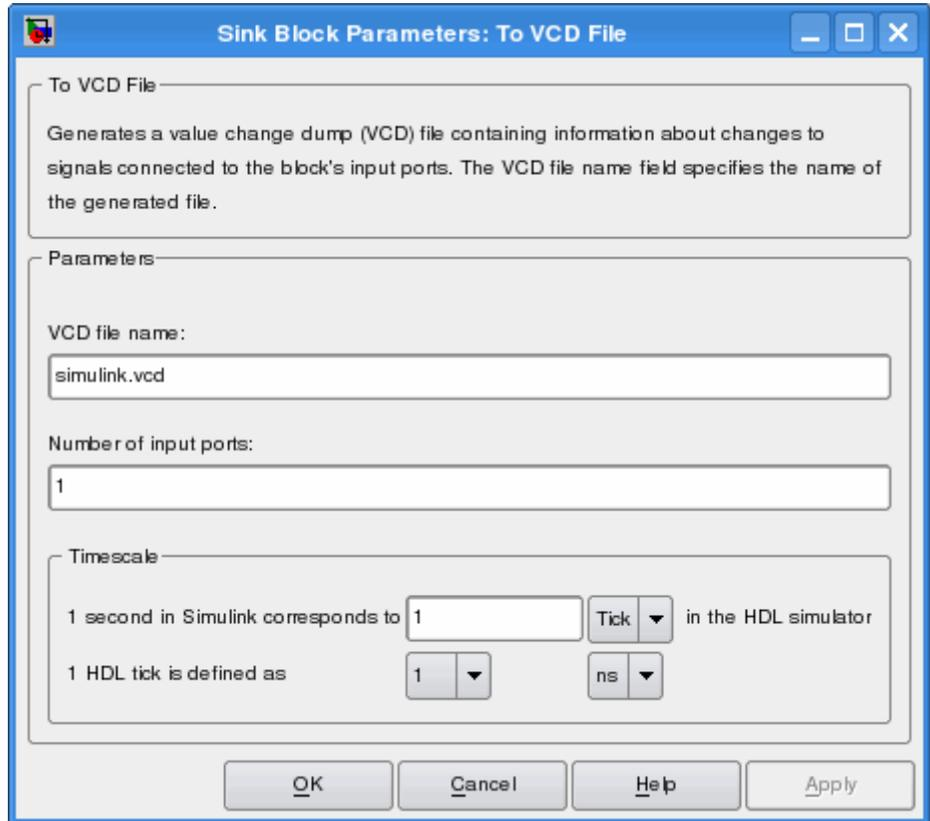 Sink Block Parameters: To VCD File
To VCD File
Generates a value change dump (VCD) file containing information about changes to
signals connected to the block's input ports. The VCD file name field specifies the name of
the generated file.
Parameters
VCD file name:
simulink.vcd
Number of input ports:
1
Timescale
1 second in Simulink corresponds to 1 Tick in the HDL simulator
1 HDL tick is defined as 1 ns
OK Cancel Help Apply